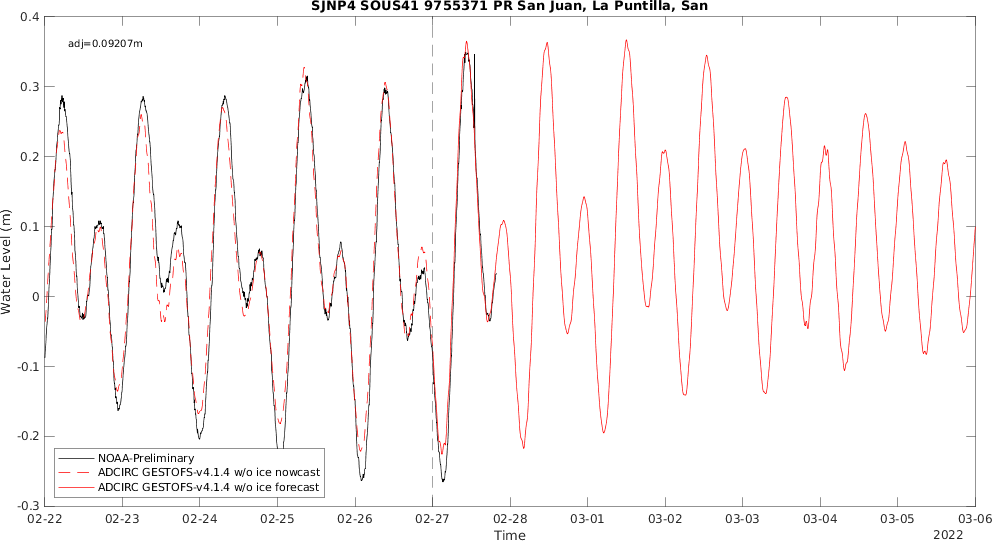 SJNP4 SOUS41 9755371 PR San Juan, La Puntilla, San
adj=0.09207m
Water Level (m)
0.4
0.3
0.2
0.1
0
-0.1
-0.2
-0.3
NOAA-Preliminary
ADCIRC GESTOFS-v4.1.4 w/o ice nowcast
ADCIRC GESTOFS-v4.1.4 w/o ice forecast
02-22 02-23 02-24 02-25 02-26 02-27 02-28 03-01 03-02 03-03 03-04 03-05 03-06
Time
2022